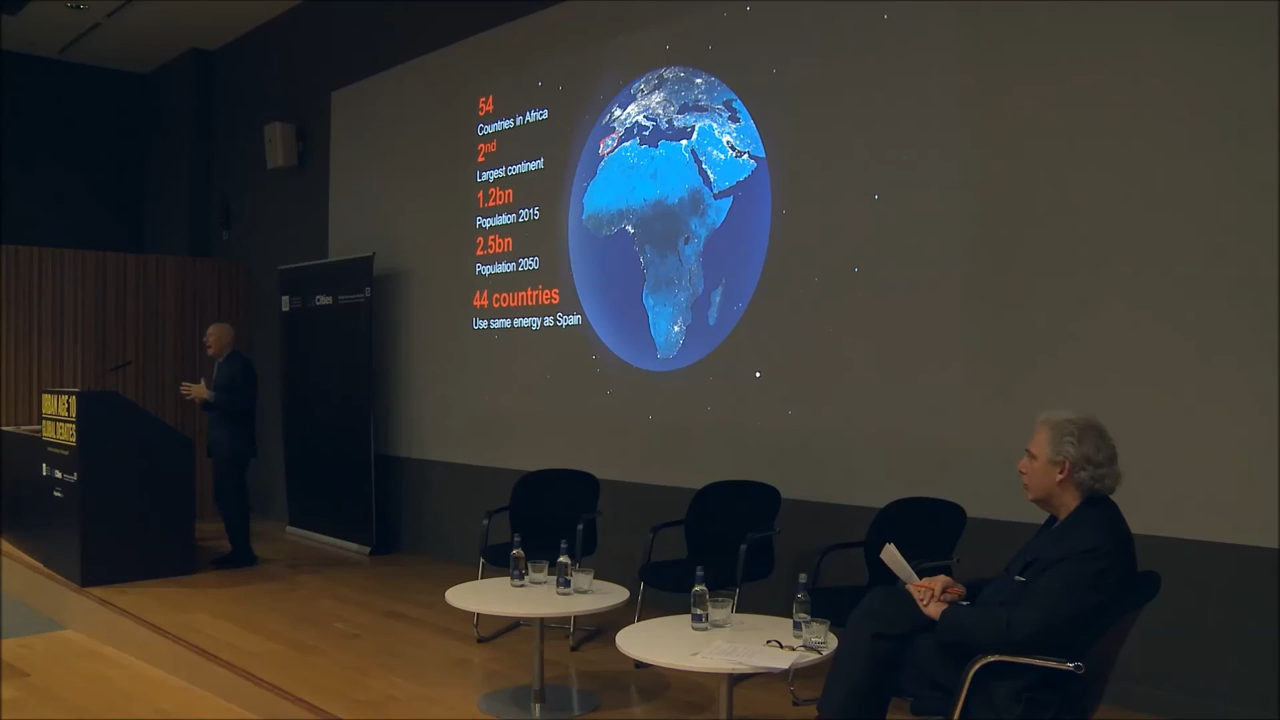 54
Countries in Africa
2nd
Largest continent
1.2bn
Population 2015
2.5bn
Population 2050
44 countries
Use same energy as Spain
Cities
URBAN AGE 10
GLOBAL DEBATES